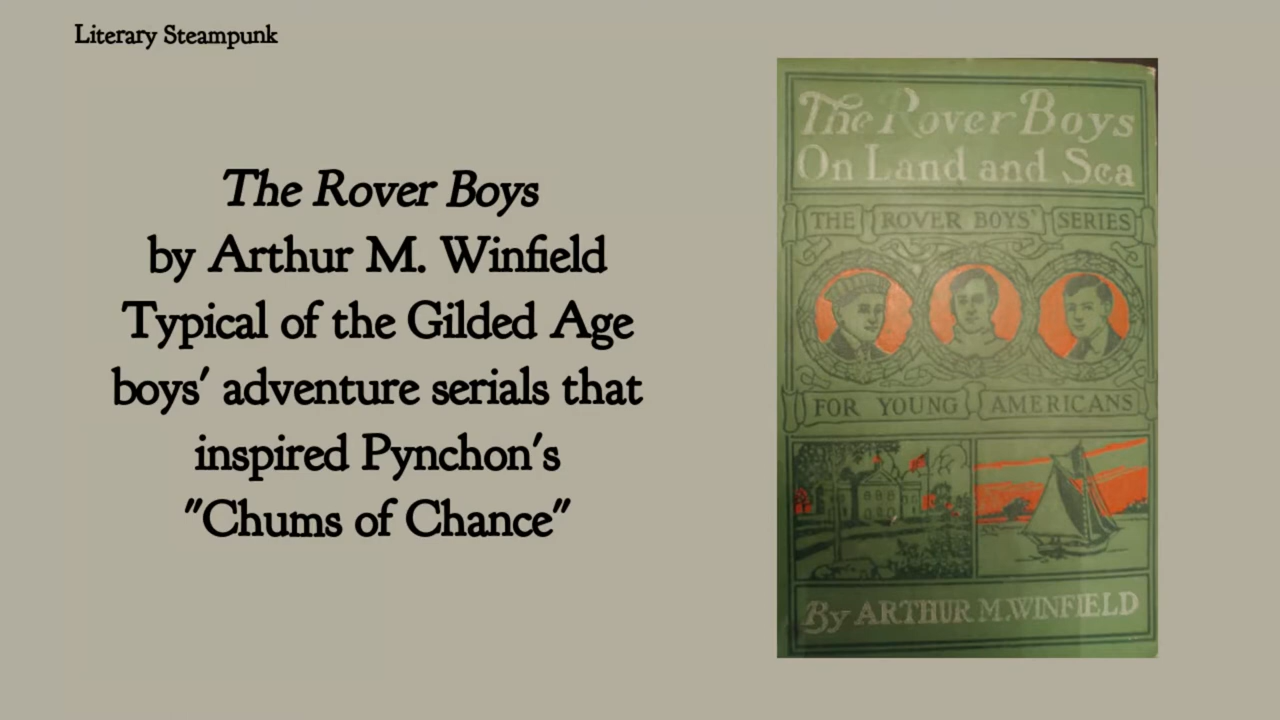 Literary Steampunk
The Rover Boys
by Arthur M. Winfield
Typical of the Gilded Age
boys' adventure serials that
inspired Pynchon's
"Chums of Chance"
The Rover Boys
On Land and Sea
THE ROVER BOYS' SERIES
FOR YOUNG AMERICANS
By ARTHUR M. WINFIELD